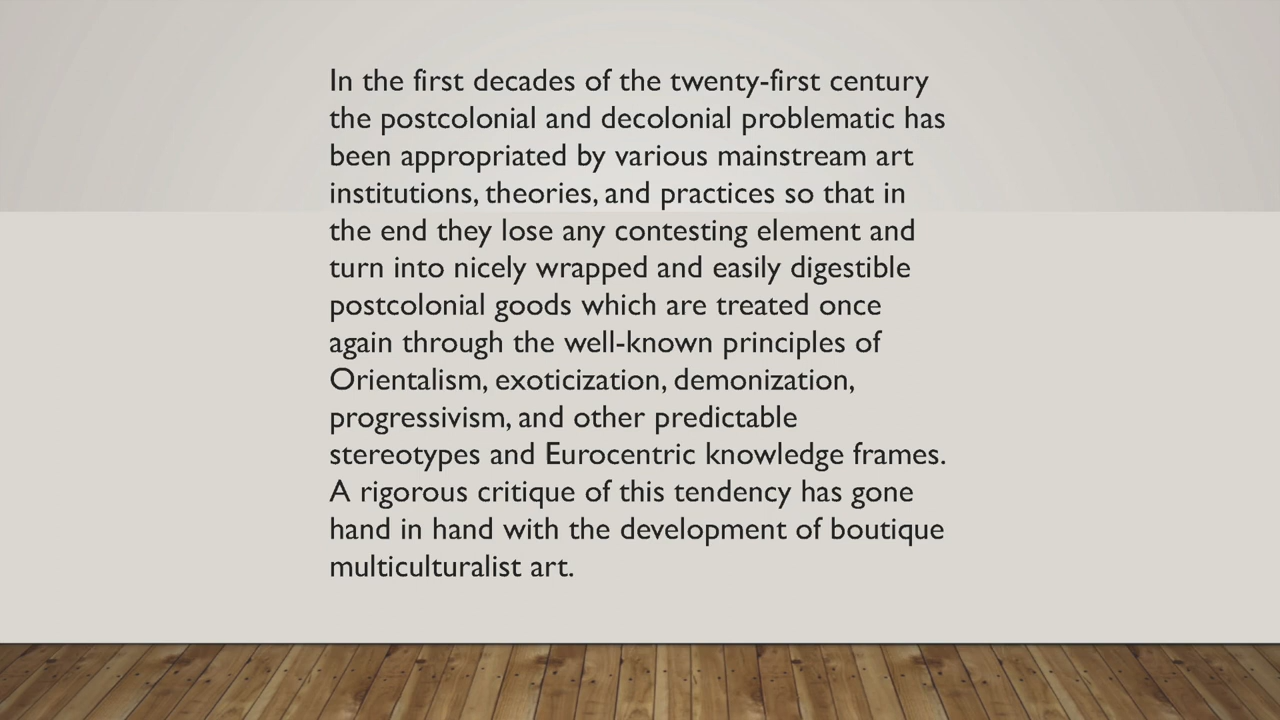 In the first decades of the twenty-first century
the postcolonial and decolonial problematic has
been appropriated by various mainstream art
institutions, theories, and practices so that in
the end they lose any contesting element and
turn into nicely wrapped and easily digestible
postcolonial goods which are treated once
again through the well-known principles of
Orientalism, exoticization, demonization,
progressivism, and other predictable
stereotypes and Eurocentric knowledge frames.
A rigorous critique of this tendency has gone
hand in hand with the development of boutique
multiculturalist art.